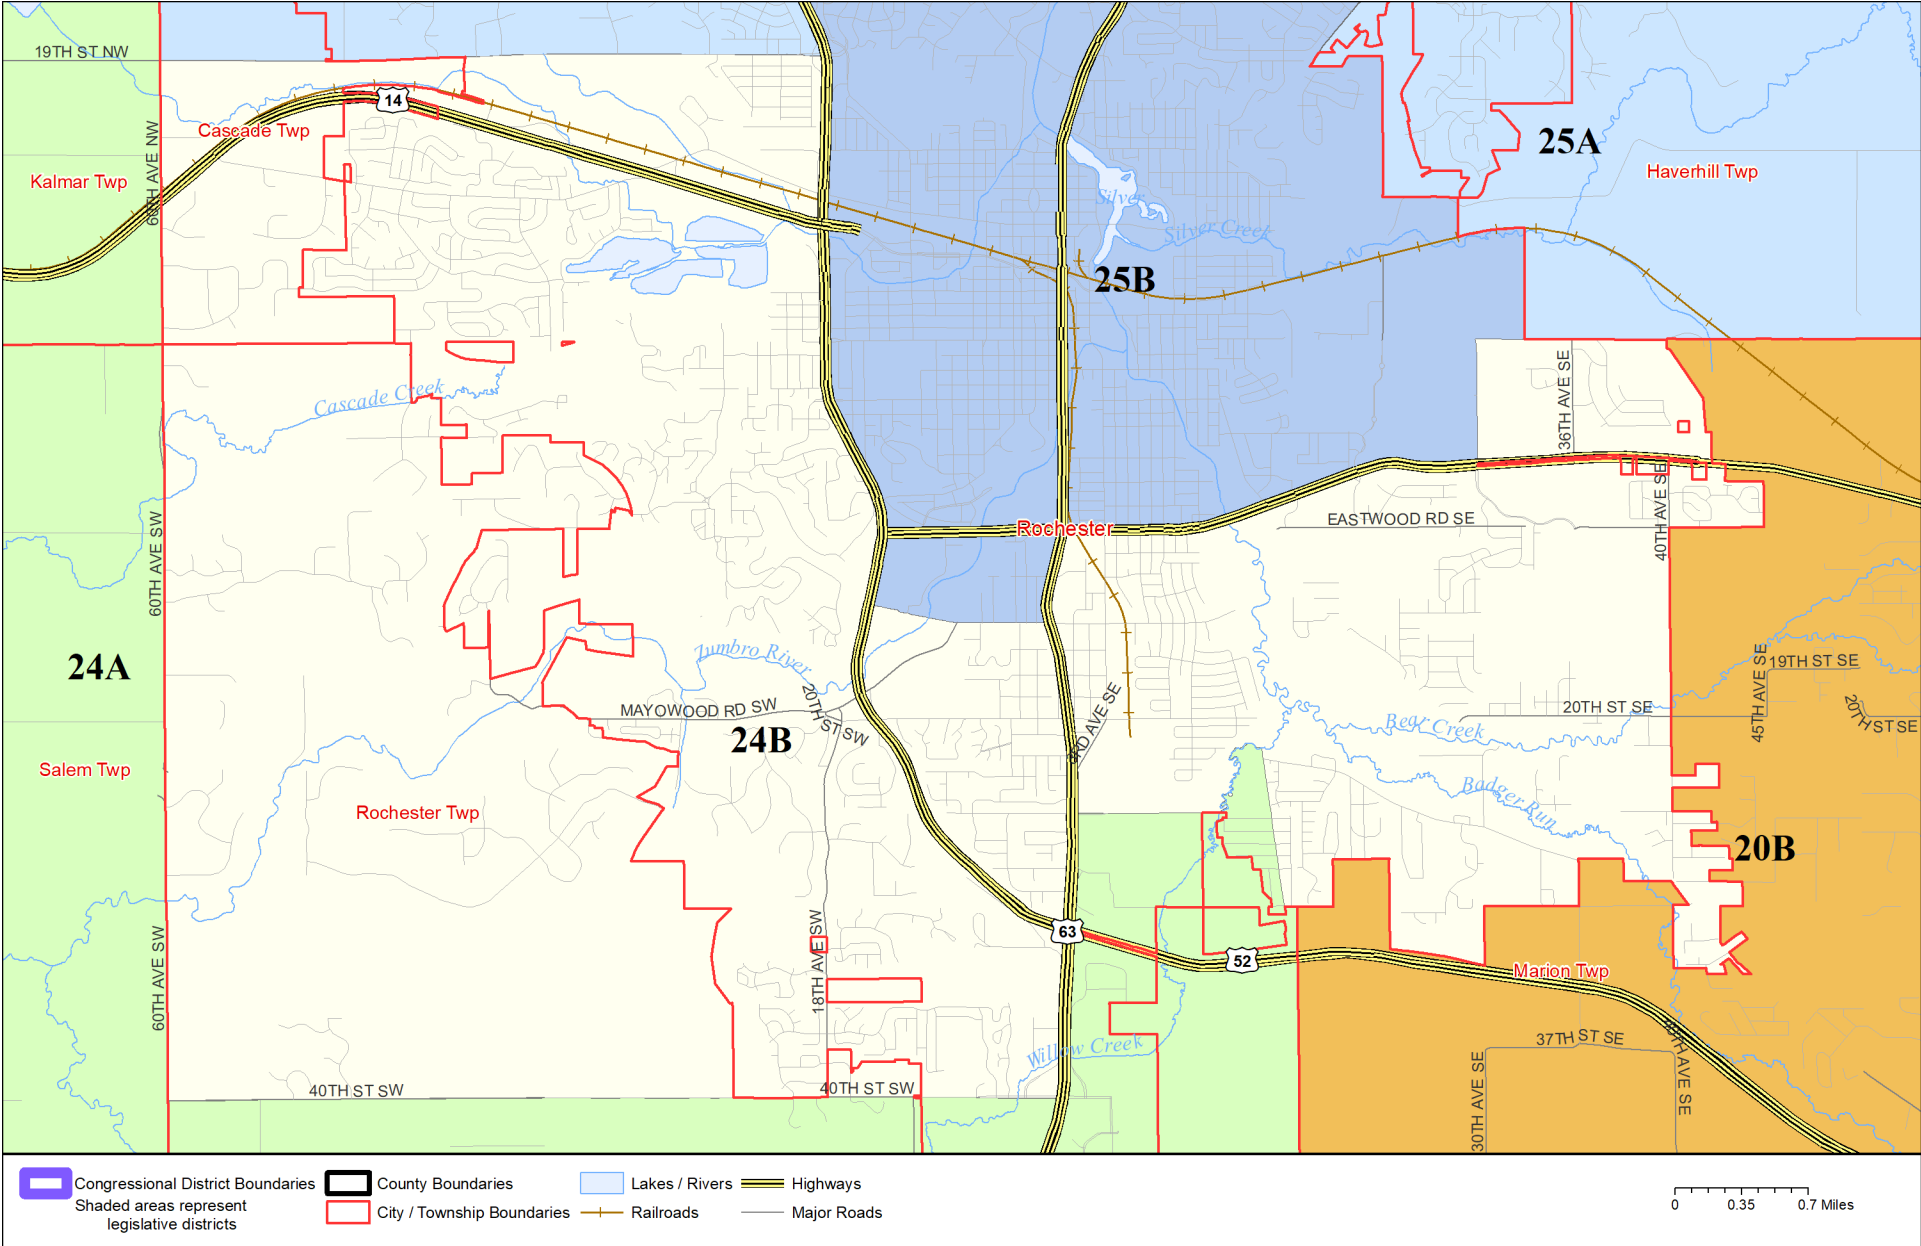 19TH ST NW
14
Cascade Twp
25A
Haverhill Twp
Kalmar Twp
60TH AVE NW
Silver
Silver Creek
25B
36TH AVE SE
Cascade Creek
Rochester
EASTWOOD RD SE
40TH AVE SE
60TH AVE SW
24A
Zumbro River
19TH ST SE
45TH AVE SE
20TH ST SE
20TH ST SE
MAYOWOOD RD SW
20TH ST SW
3RD AVE SE
Bear Creek
24B
Salem Twp
Badger Run
Rochester Twp
20B
63
52
18TH AVE SW
60TH AVE SW
Marion Twp
Willow Creek
37TH ST SE
30TH AVE SE
40TH ST SW
40TH ST SW
Congressional District Boundaries
Shaded areas represent
legislative districts
County Boundaries
City / Township Boundaries
Lakes / Rivers
Railroads
Highways
Major Roads
0 0.35 0.7 Miles